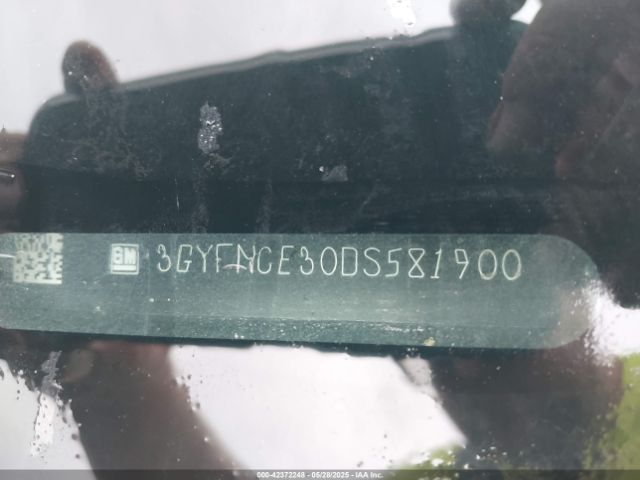 GM 3GYFNCE30DS581900
000-42372248 - 05/28/2025 - IAA Inc.